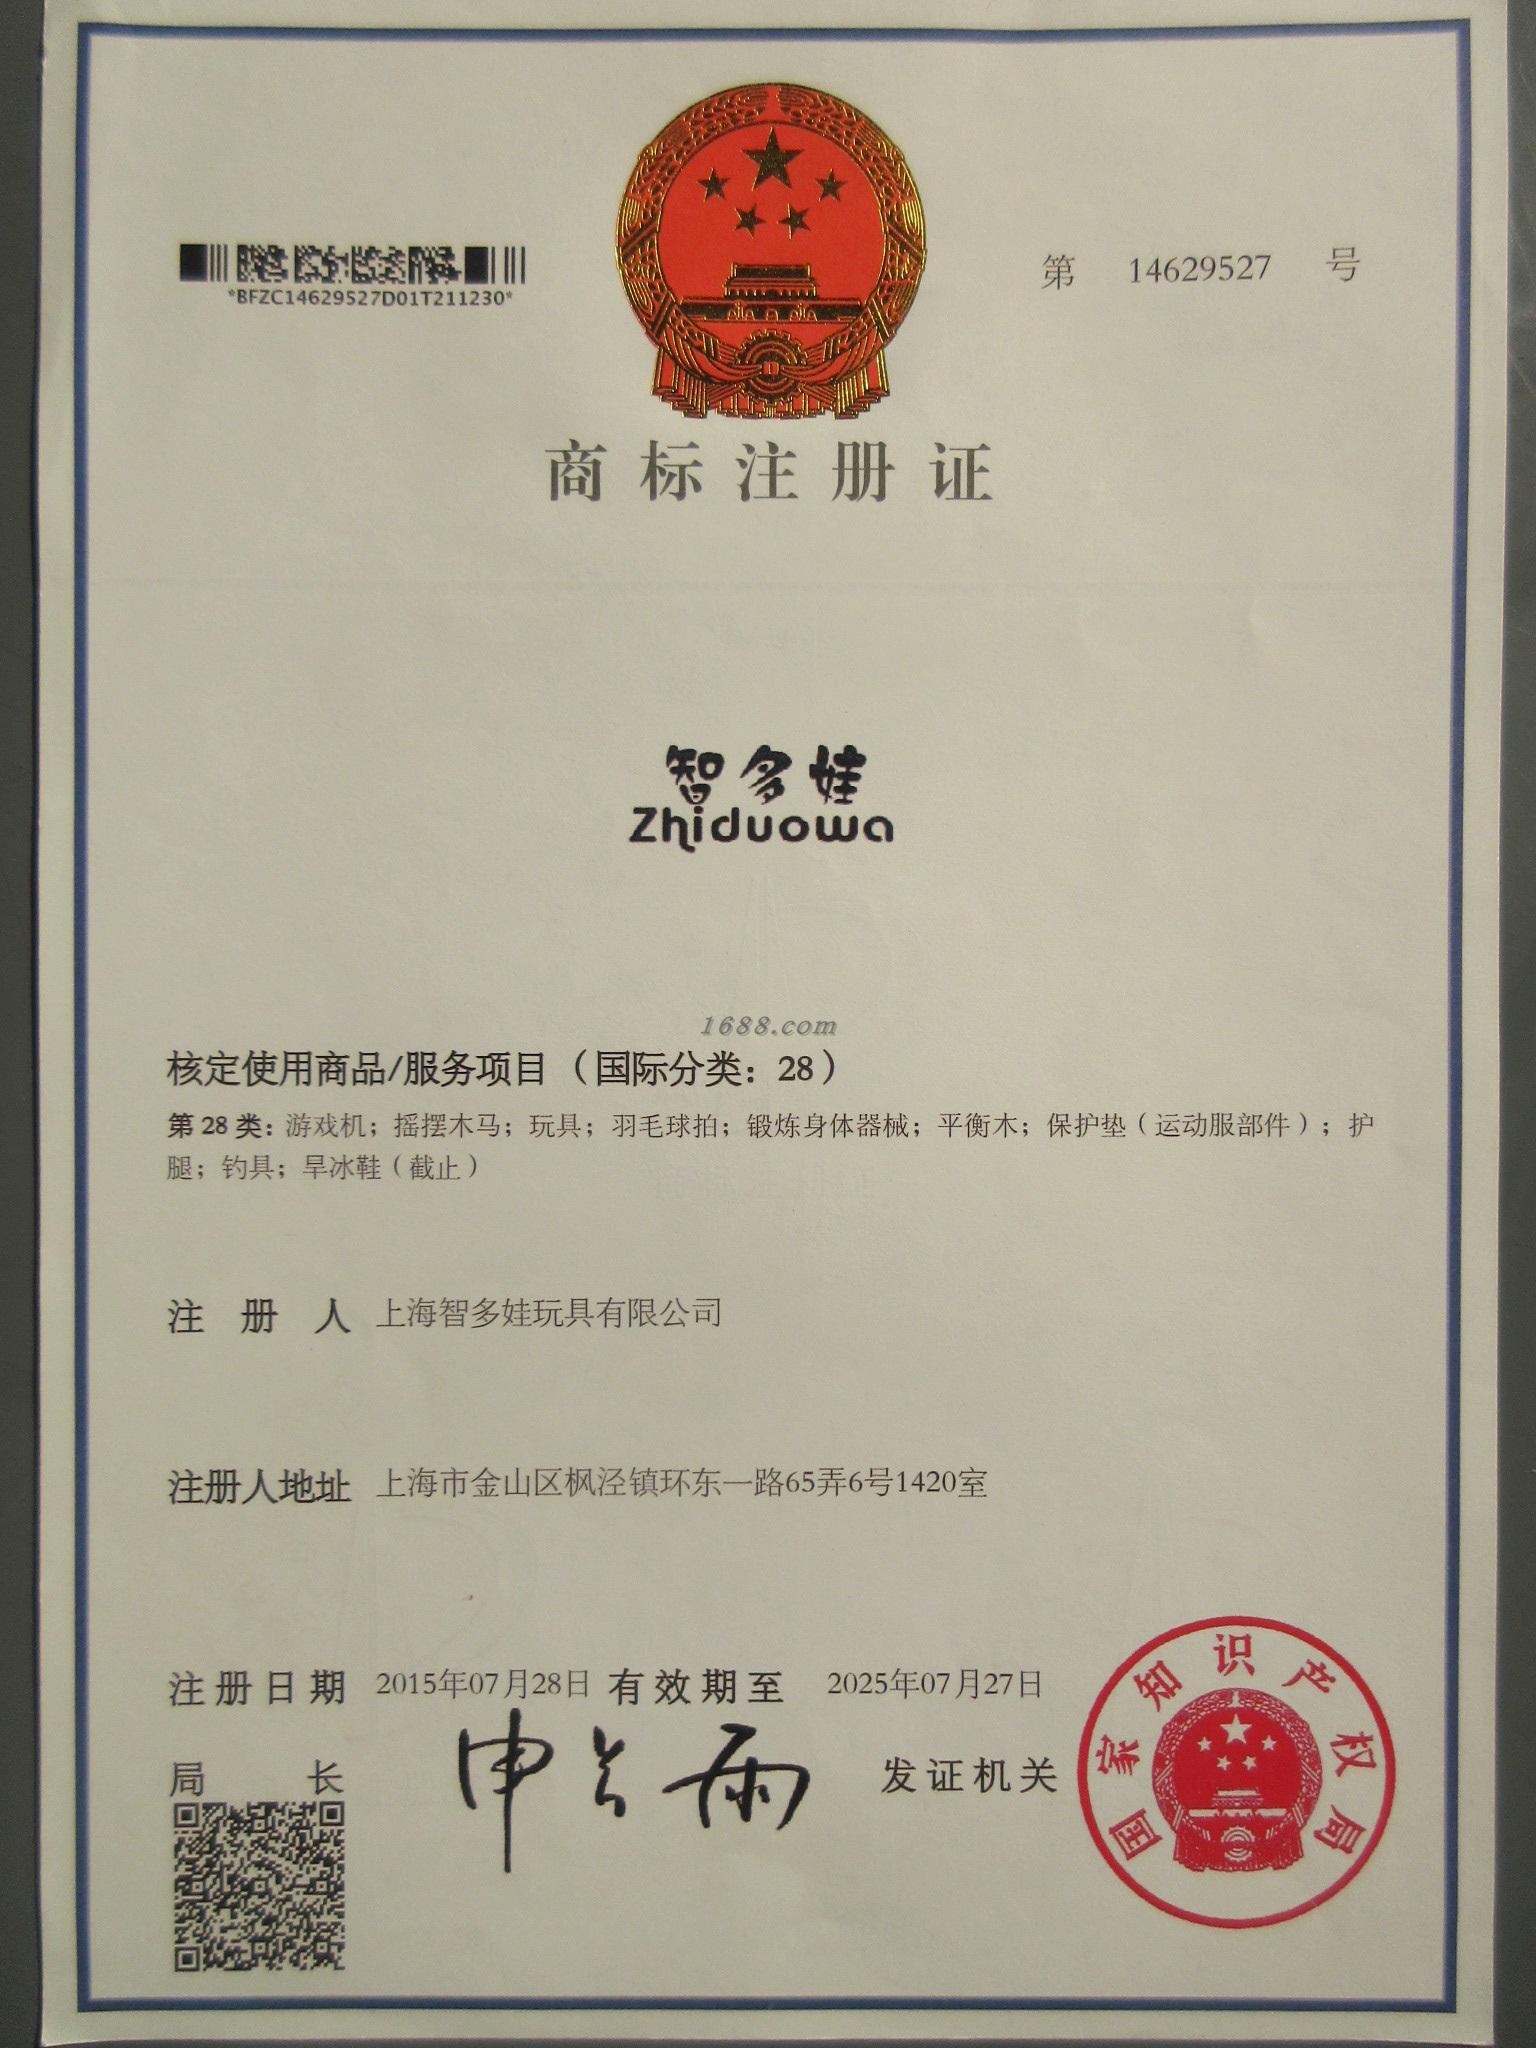 *BFZC14629527D01T211230*
第 14629527 号
商标注册证
智多娃
Zhiduowa
1688.com
核定使用商品/服务项目（国际分类：28）
第 28 类：游戏机；摇摆木马；玩具；羽毛球拍；锻炼身体器械；平衡木；保护垫（运动服部件）；护
腿；钓具；旱冰鞋（截止）
注册人 上海智多娃玩具有限公司
注册人地址 上海市金山区枫泾镇环东一路65弄6号1420室
注册日期 2015年07月28日 有效期至 2025年07月27日
局长 申长雨 发证机关
国家知识产权局